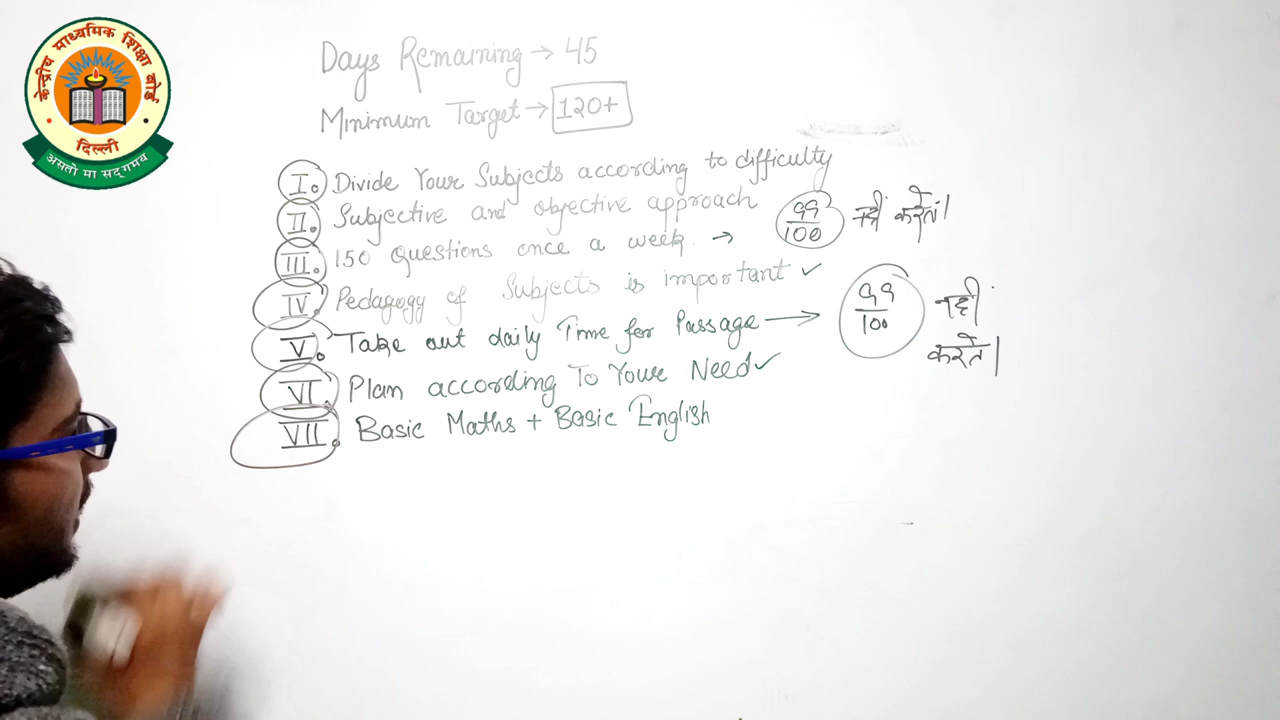 केन्द्रीय माध्यमिक शिक्षा बोर्ड
दिल्ली
असतो मा सद्गमय
Days Remaining → 45
Minimum Target → 120+
I. Divide Your Subjects according to difficulty
II. Subjective and objective approach
III. 150 Questions once a week. → 99/100 नहीं करते।
IV. Pedagogy of Subjects is important ✓
V. Take out daily Time for Passage → 99/100 नहीं करते।
VI. Plan according To Your Need ✓
VII. Basic Maths + Basic English